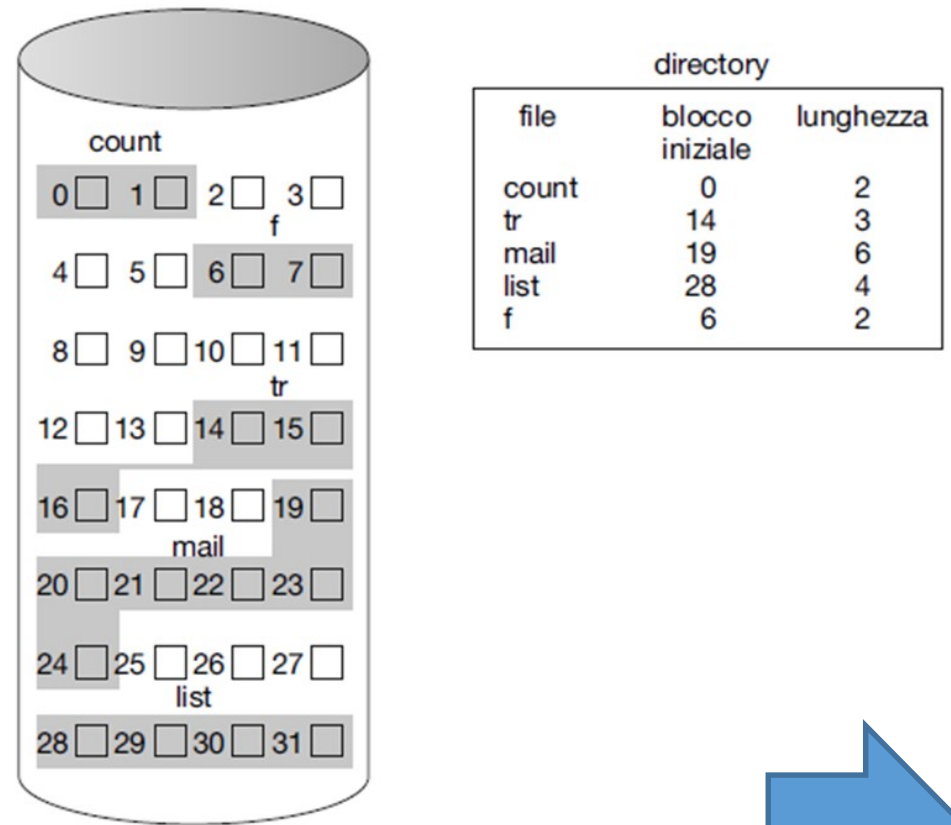 count
0 1 2 3
f
4 5 6 7
8 9 10 11
tr
12 13 14 15
16 17 18 19
mail
20 21 22 23
24 25 26 27
list
28 29 30 31
directory
file blocco iniziale lunghezza
count 0 2
tr 14 3
mail 19 6
list 28 4
f 6 2